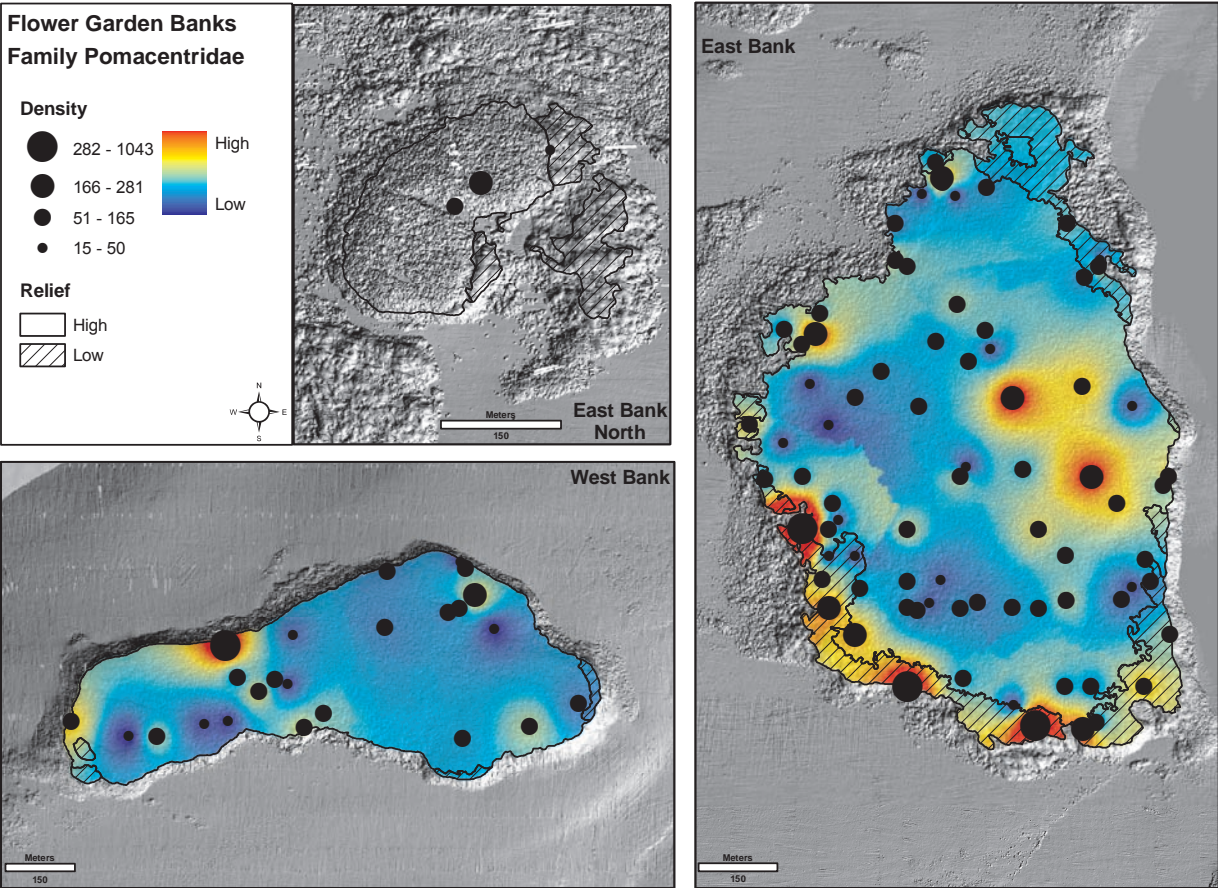 Flower Garden Banks
Family Pomacentridae
Density
282 - 1043
166 - 281
51 - 165
15 - 50
High
Low
Relief
High
Low
N
W E
S
Meters
150
East Bank
North
West Bank
Meters
150
East Bank
Meters
150